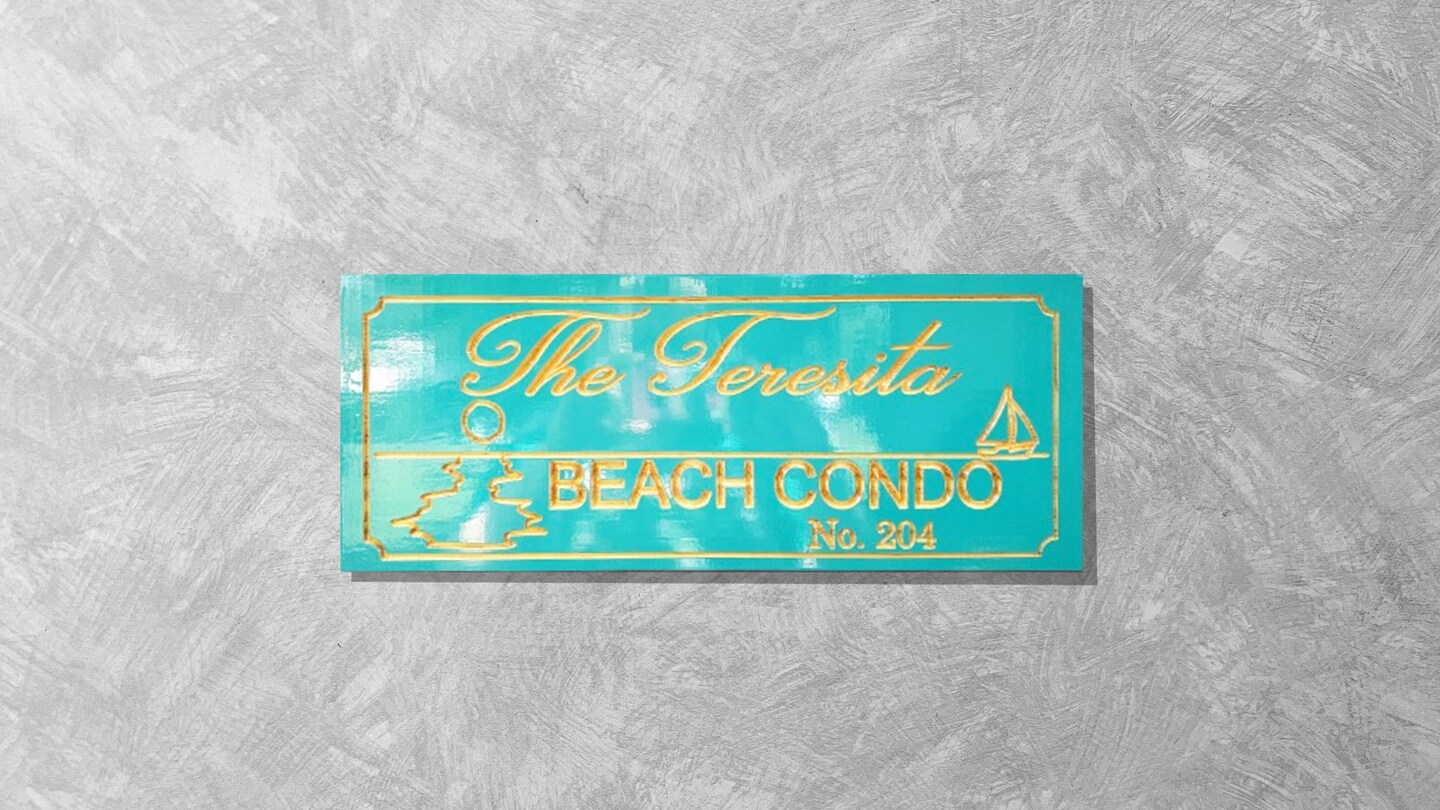 The Teresita
BEACH CONDO
No. 204